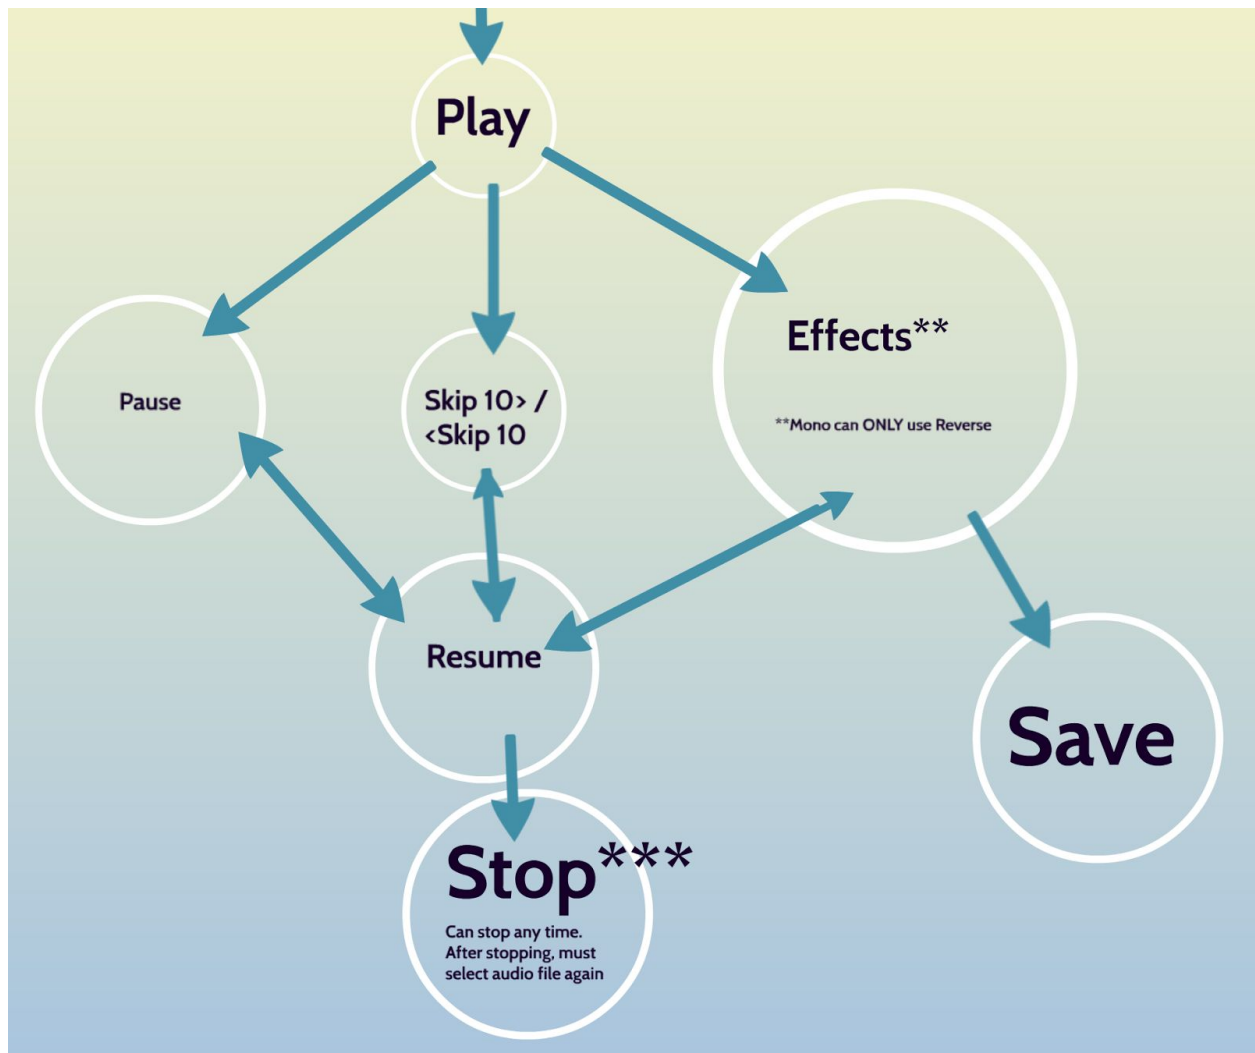 Play
Pause
Skip 10> /
<Skip 10
Effects**
**Mono can ONLY use Reverse
Resume
Save
Stop***
Can stop any time.
After stopping, must
select audio file again